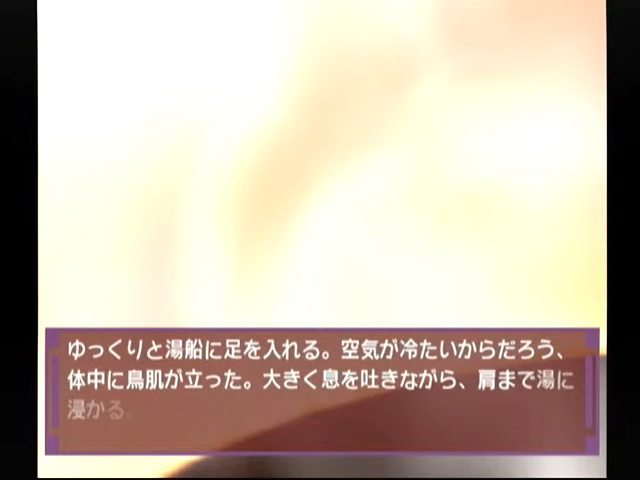 ゆっくりと湯船に足を入れる。空気が冷たいからだろう、
体中に鳥肌が立った。大きく息を吐きながら、肩まで湯に
浸かる。